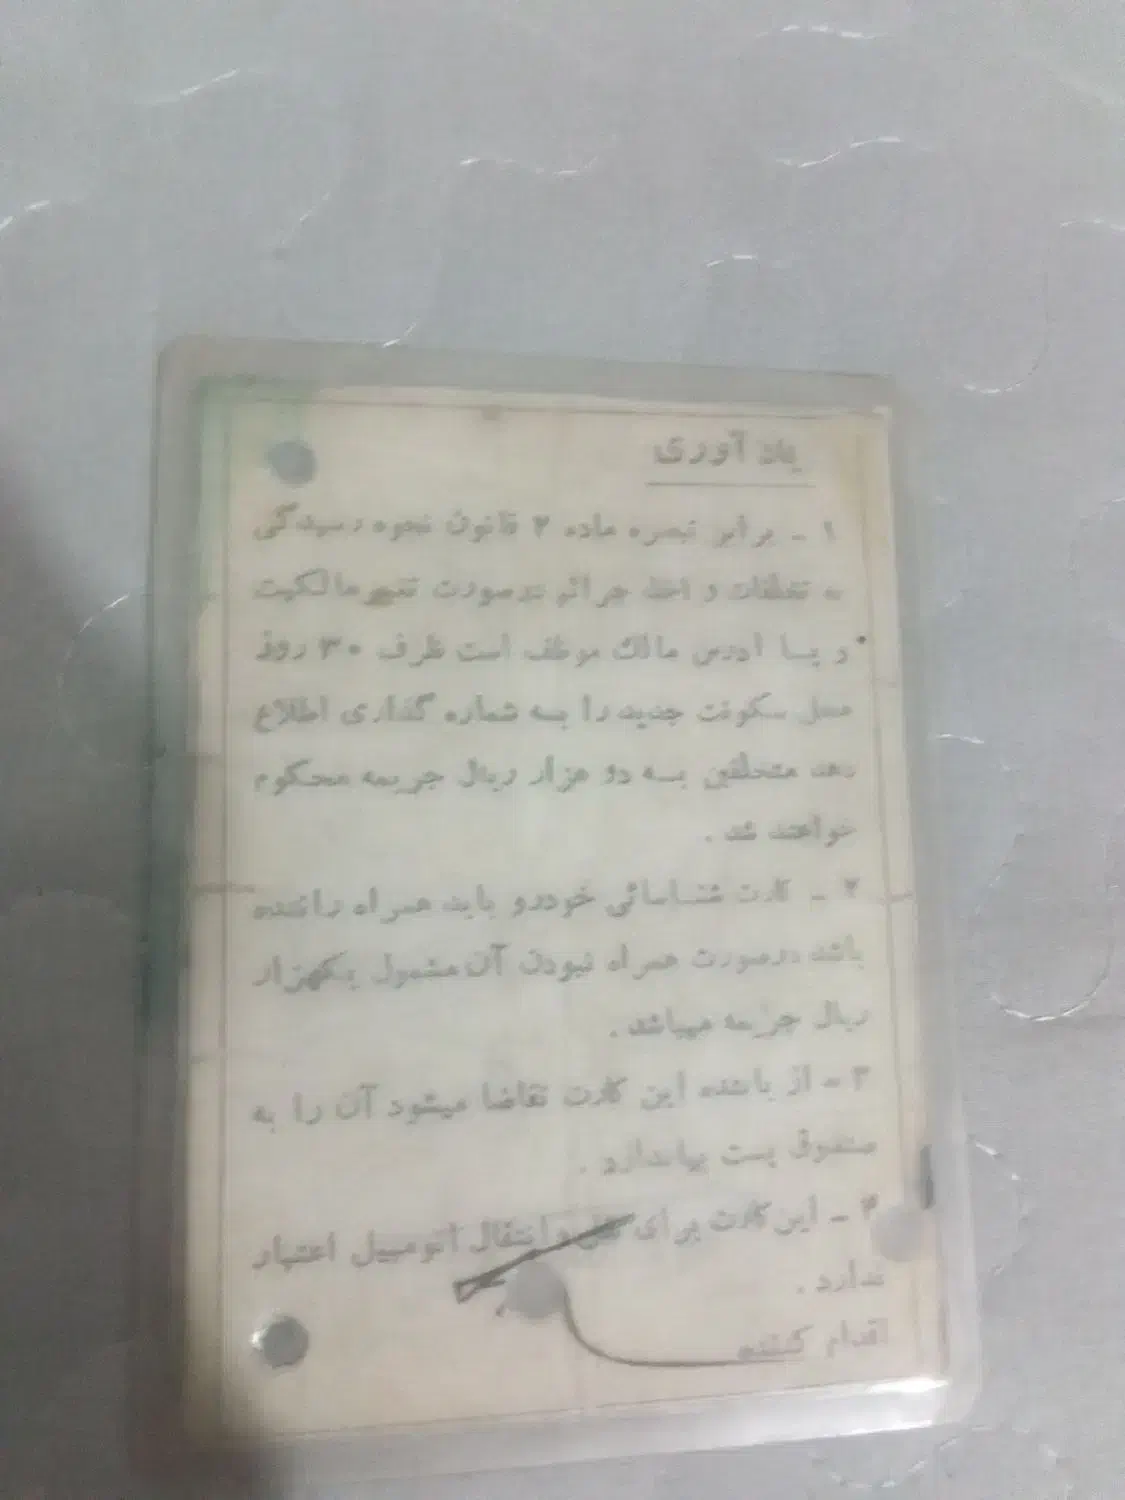 یاد آوری
۱ - برابر تبصره ماده ۲ قانون نحوه رسیدگی
به تخلفات و اخذ جرائم در صورت تغییر مالکیت
و یا آدرس مالک موظف است ظرف ۳۰ روز
محل سکونت جدید را به شماره گذاری اطلاع
دهد متخلفین به دو هزار ریال جریمه محکوم
خواهند شد .
۲ - کارت شناسائی خودرو باید همراه راننده
باشد درصورت همراه نبودن آن مشمول یکهزار
ریال جریمه میباشد .
۳ - از یابنده این کارت تقاضا میشود آن را به
صندوق پست بیاندازد .
۴ - این کارت برای نقل و انتقال اتومبیل اعتبار
ندارد .
اقدام کننده